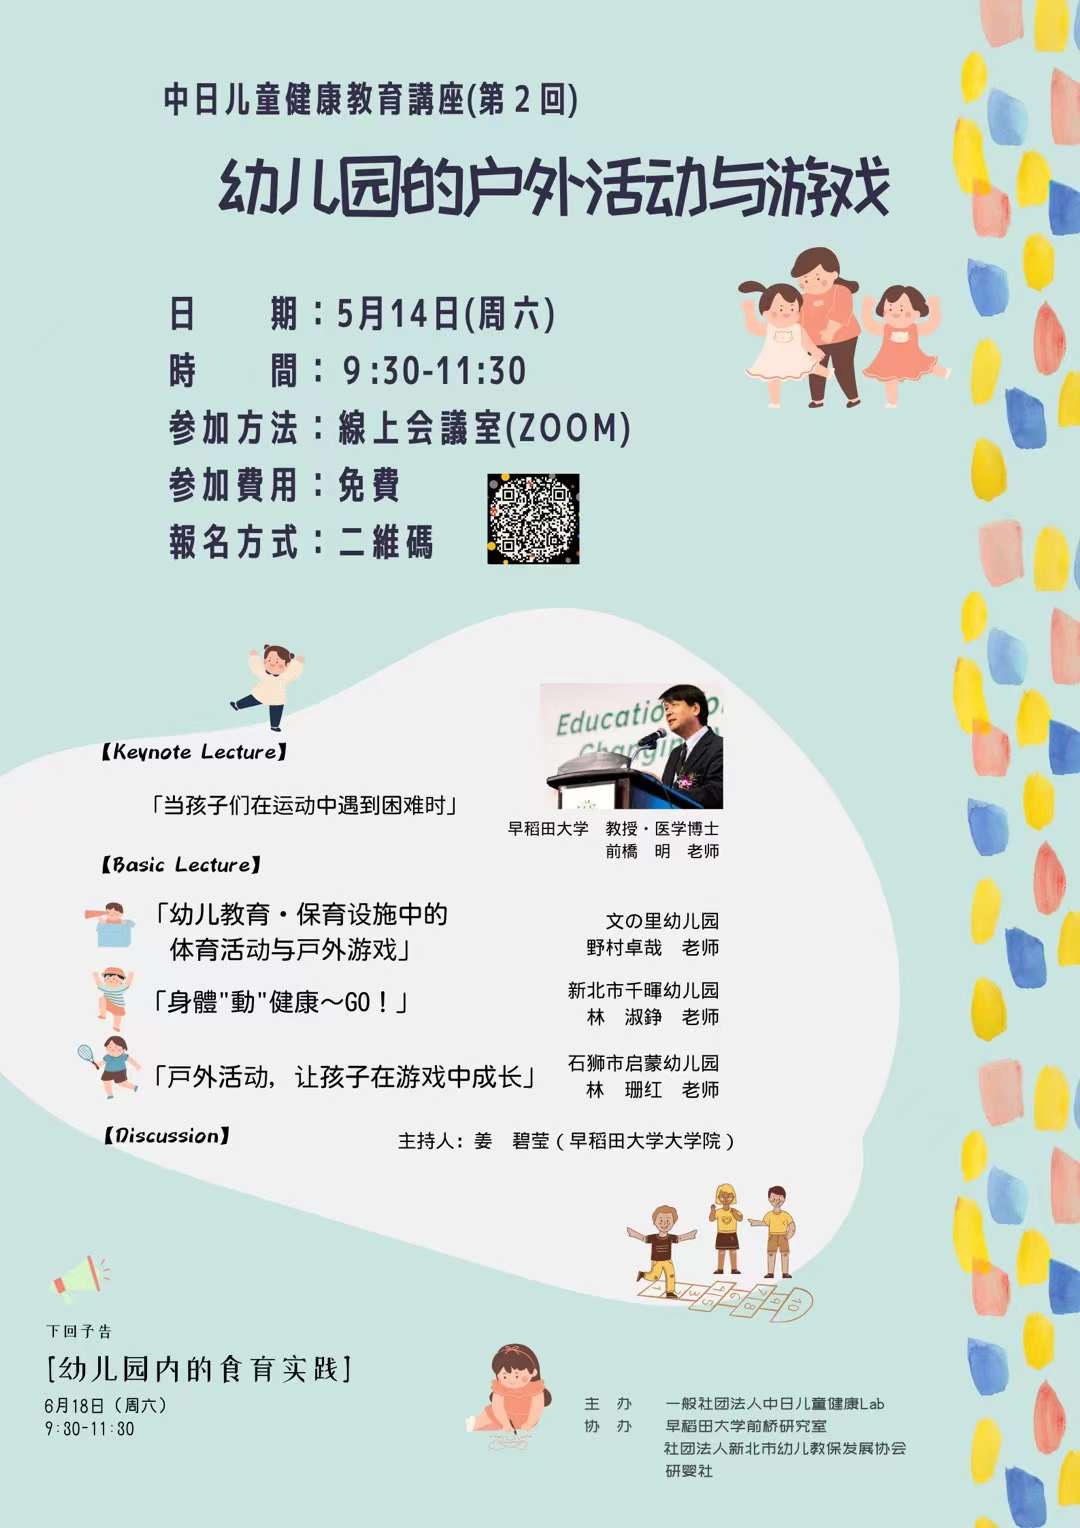 中日儿童健康教育講座(第２回)
幼儿园的户外活动与游戏
日　　期：5月14日(周六)
時　　間：９:30-11:30
参加方法：線上会議室(ZOOM)
参加費用：免費
報名方式：二維碼
【Keynote Lecture】
Educatio
Changin
「当孩子们在运动中遇到困难时」
早稻田大学　教授・医学博士
前橋　明　老师
【Basic Lecture】
「幼儿教育・保育设施中的
体育活动与戸外游戏」
文の里幼儿园
野村卓哉　老师
「身體"動"健康～GO！」
新北市千暉幼儿园
林　淑錚　老师
「戸外活动，让孩子在游戏中成长」
石狮市启蒙幼儿园
林　珊红　老师
【Discussion】
主持人：姜　碧莹（早稻田大学大学院）
1 3 4 5 6 7 8 9 10
下回予告
[幼儿园内的食育实践]
6月18日（周六）
9:30-11:30
主　办　一般社团法人中日儿童健康Lab
协　办　早稻田大学前桥研究室
社团法人新北市幼儿教保发展协会
研婴社